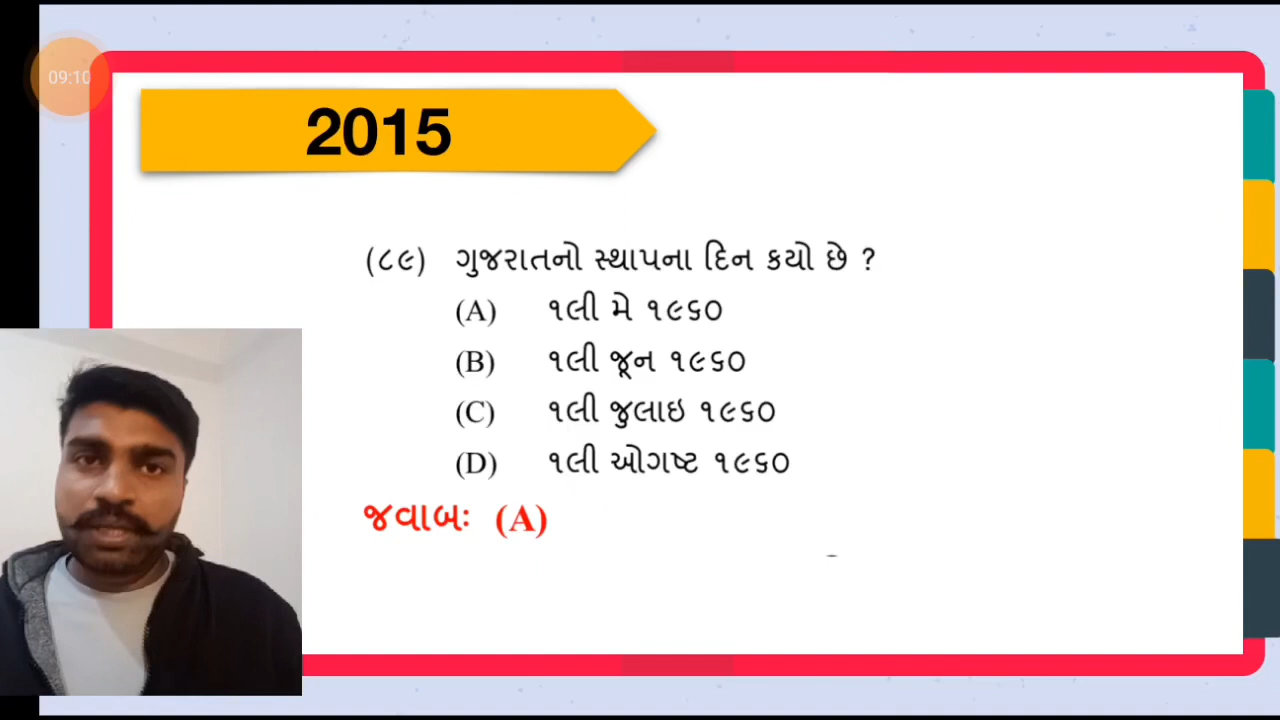 09:10
2015
(૮૯) ગુજરાતનો સ્થાપના દિન કયો છે ?
(A) ૧લી મે ૧૯૬૦
(B) ૧લી જૂન ૧૯૬૦
(C) ૧લી જુલાઇ ૧૯૬૦
(D) ૧લી ઓગષ્ટ ૧૯૬૦
જવાબઃ (A)